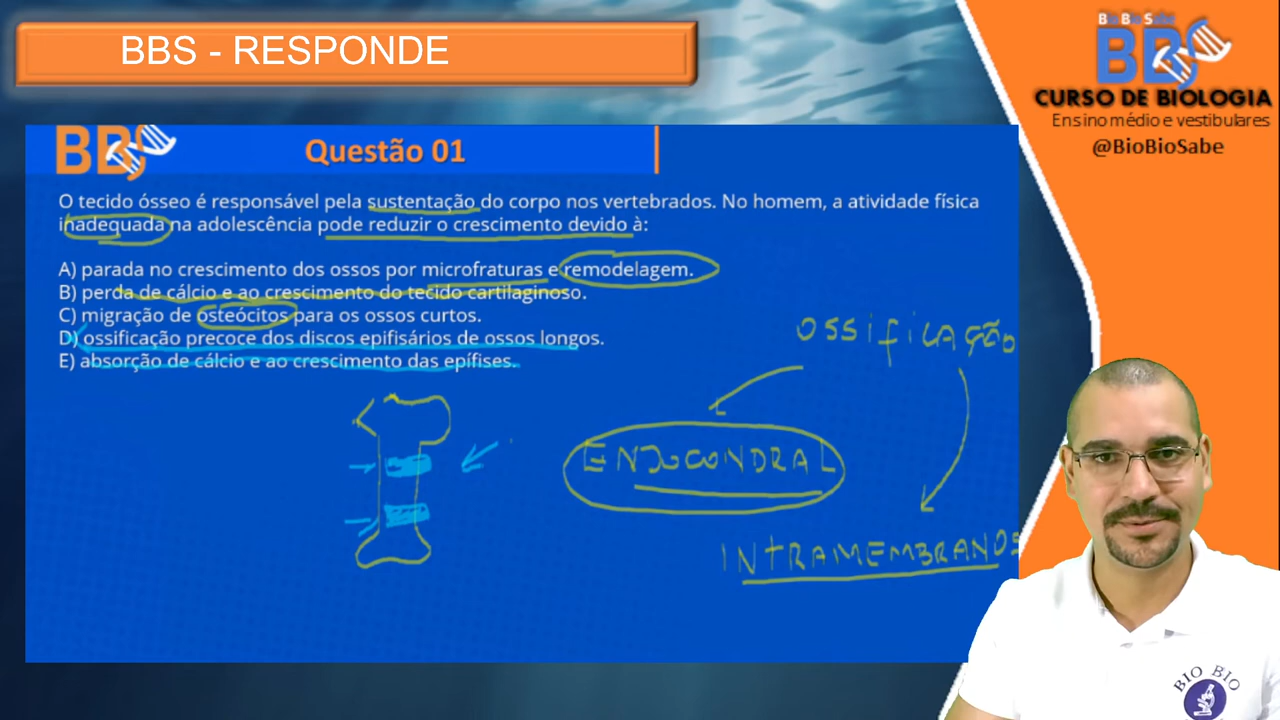 BBS - RESPONDE
Bio Bio Sabe
BBS
CURSO DE BIOLOGIA
Ensino médio e vestibulares
@BioBioSabe
BBS
Questão 01
O tecido ósseo é responsável pela sustentação do corpo nos vertebrados. No homem, a atividade física
inadequada na adolescência pode reduzir o crescimento devido à:
A) parada no crescimento dos ossos por microfraturas e remodelagem.
B) perda de cálcio e ao crescimento do tecido cartilaginoso.
C) migração de osteócitos para os ossos curtos.
D) ossificação precoce dos discos epifisários de ossos longos.
E) absorção de cálcio e ao crescimento das epífises.
OSSIFICAÇÃO
ENDOCONDRAL
INTRAMEMBRANOS
BIO BIO